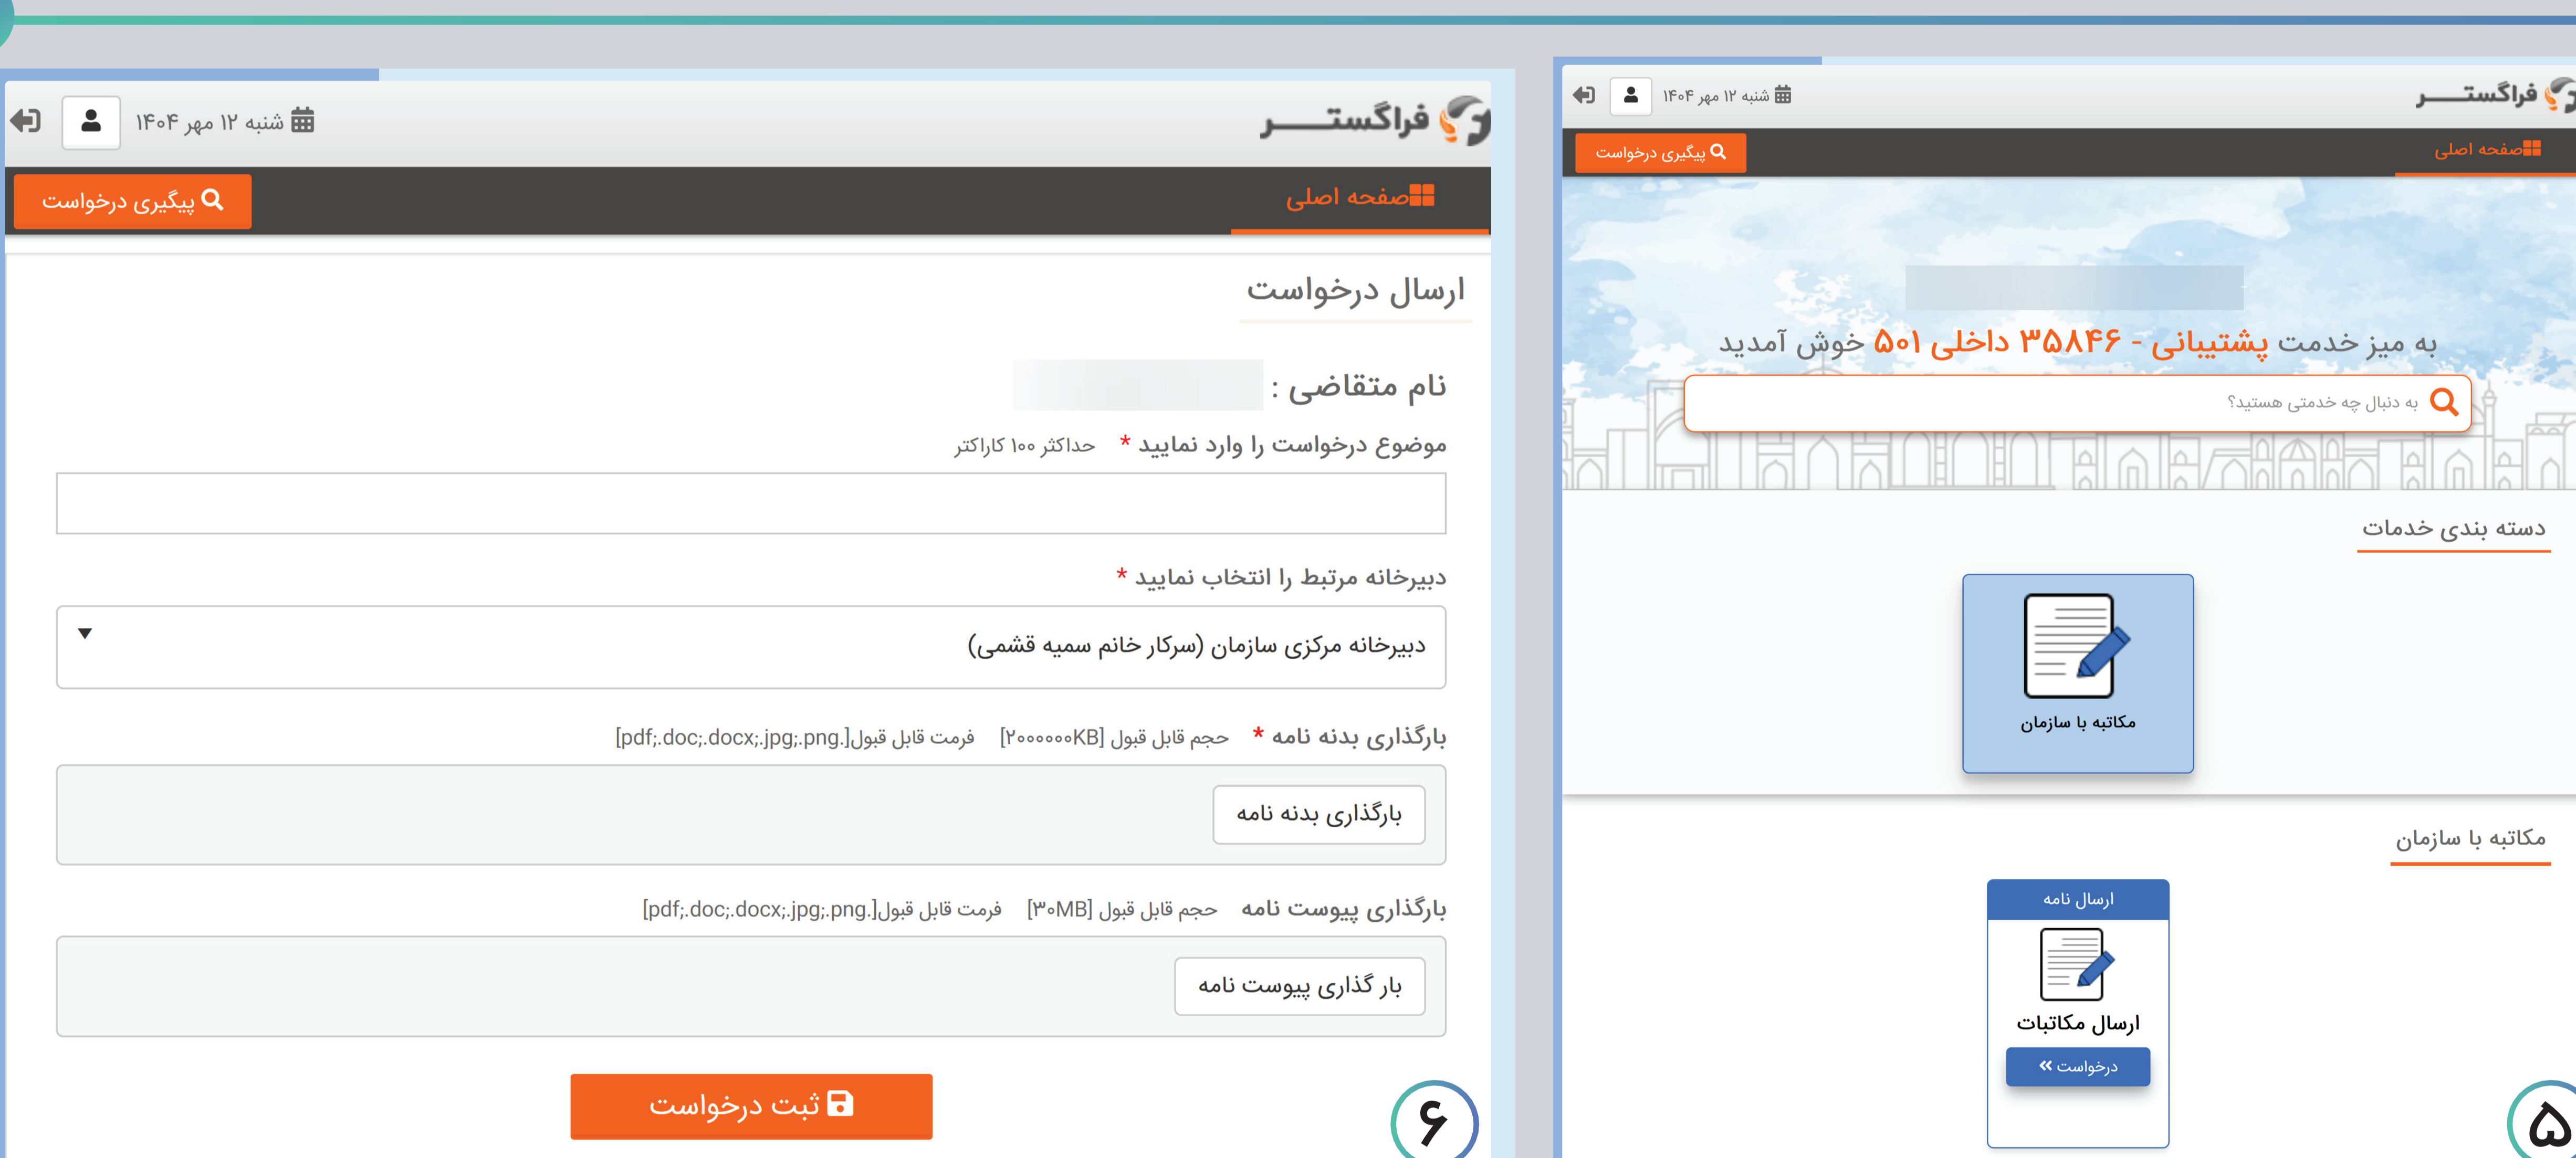 فراگستر
شنبه ۱۲ مهر ۱۴۰۴
صفحه اصلی
پیگیری درخواست
به میز خدمت پشتیبانی - ۳۵۸۴۶ داخلی ۵۰۱ خوش آمدید
به دنبال چه خدمتی هستید؟
دسته بندی خدمات
مکاتبه با سازمان
مکاتبه با سازمان
ارسال نامه
ارسال مکاتبات
درخواست »
۵
فراگستر
شنبه ۱۲ مهر ۱۴۰۴
صفحه اصلی
پیگیری درخواست
ارسال درخواست
نام متقاضی :
موضوع درخواست را وارد نمایید * حداکثر ۱۰۰ کاراکتر
دبیرخانه مرتبط را انتخاب نمایید *
دبیرخانه مرکزی سازمان (سرکار خانم سمیه قشمی)
بارگذاری بدنه نامه * حجم قابل قبول [۲۰۰۰۰۰۰KB] فرمت قابل قبول[.pdf;.doc;.docx;.jpg;.png]
بارگذاری بدنه نامه
بارگذاری پیوست نامه حجم قابل قبول [۳۰MB] فرمت قابل قبول[.pdf;.doc;.docx;.jpg;.png]
بار گذاری پیوست نامه
ثبت درخواست
۶